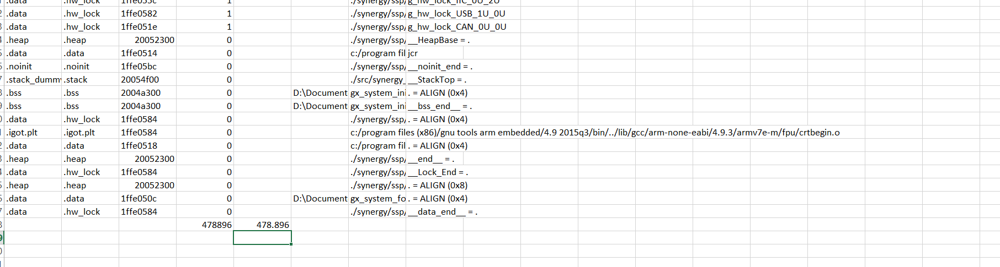 .data .hw_lock 1ffe055c 1 ./synergy/ssp/ g_hw_lock_IIC_0U_2U
.data .hw_lock 1ffe0582 1 ./synergy/ssp/ g_hw_lock_USB_1U_0U
.data .hw_lock 1ffe051e 1 ./synergy/ssp/ g_hw_lock_CAN_0U_0U
.heap .heap 20052300 0 ./synergy/ssp/ __HeapBase = .
.data .data 1ffe0514 0 c:/program fil jcr
.noinit .noinit 1ffe05bc 0 ./synergy/ssp/ __noinit_end = .
.stack_dummy .stack 20054f00 0 ./src/synergy_ __StackTop = .
.bss .bss 2004a300 0 D:\Document gx_system_ini . = ALIGN (0x4)
.bss .bss 2004a300 0 D:\Document gx_system_ini __bss_end__ = .
.data .hw_lock 1ffe0584 0 ./synergy/ssp/ . = ALIGN (0x4)
.igot.plt .igot.plt 1ffe0584 0 c:/program files (x86)/gnu tools arm embedded/4.9 2015q3/bin/../lib/gcc/arm-none-eabi/4.9.3/armv7e-m/fpu/crtbegin.o
.data .data 1ffe0518 0 c:/program fil . = ALIGN (0x4)
.heap .heap 20052300 0 ./synergy/ssp/ __end__ = .
.data .hw_lock 1ffe0584 0 ./synergy/ssp/ __Lock_End = .
.heap .heap 20052300 0 ./synergy/ssp/ . = ALIGN (0x8)
.data .data 1ffe050c 0 D:\Document gx_system_fo . = ALIGN (0x4)
.data .hw_lock 1ffe0584 0 ./synergy/ssp/ __data_end__ = .
478896 478.896